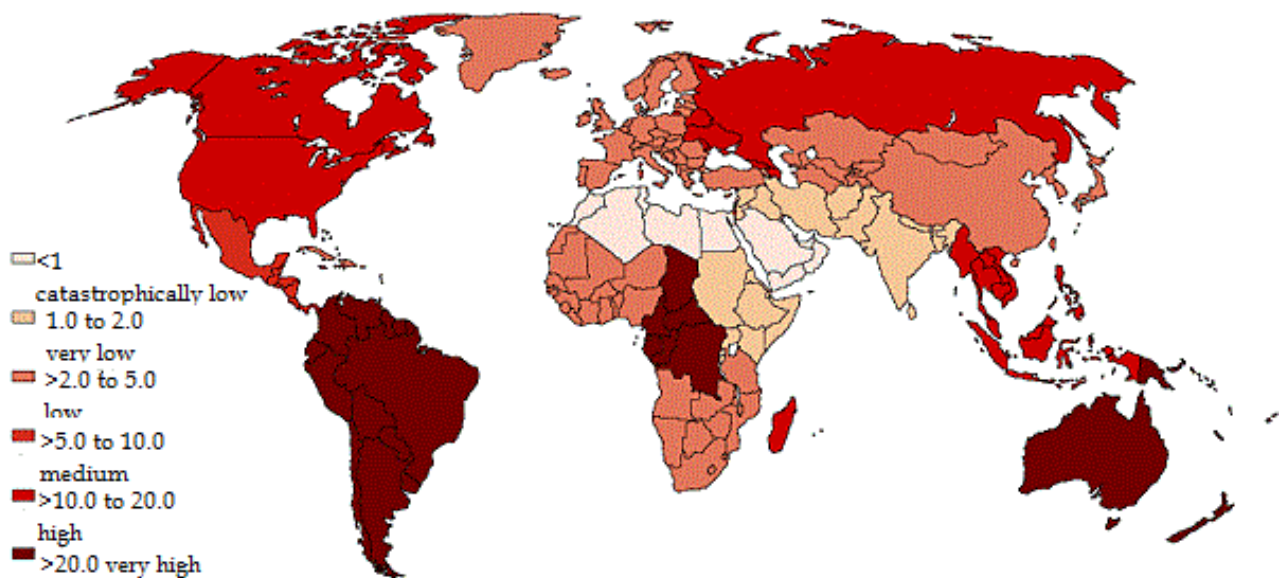 <1
catastrophically low
1.0 to 2.0
very low
>2.0 to 5.0
low
>5.0 to 10.0
medium
>10.0 to 20.0
high
>20.0 very high